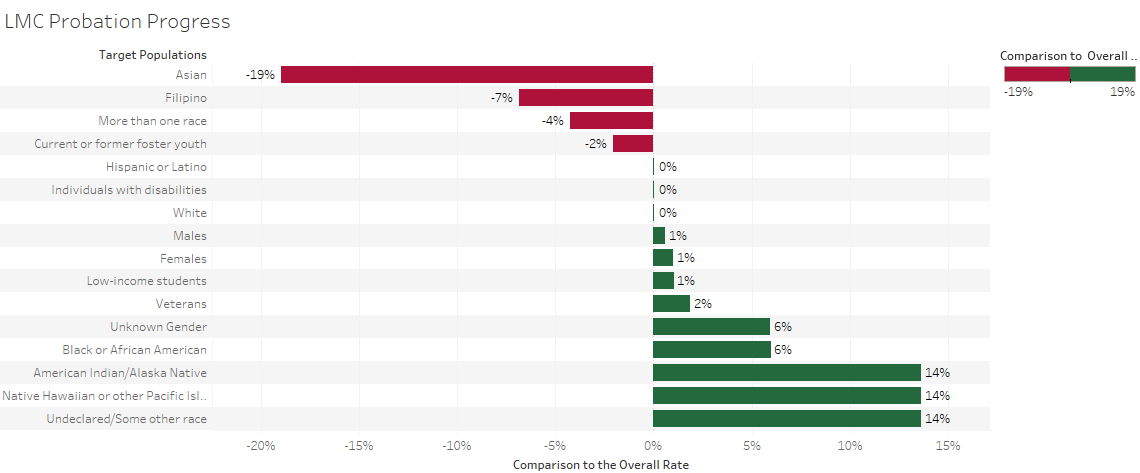 LMC Probation Progress
Target Populations
Asian -19%
Filipino -7%
More than one race -4%
Current or former foster youth -2%
Hispanic or Latino 0%
Individuals with disabilities 0%
White 0%
Males 1%
Females 1%
Low-income students 1%
Veterans 2%
Unknown Gender 6%
Black or African American 6%
American Indian/Alaska Native 14%
Native Hawaiian or other Pacific Isl.. 14%
Undeclared/Some other race 14%
-20% -15% -10% -5% 0% 5% 10% 15%
Comparison to the Overall Rate
Comparison to Overall ..
-19% 19%